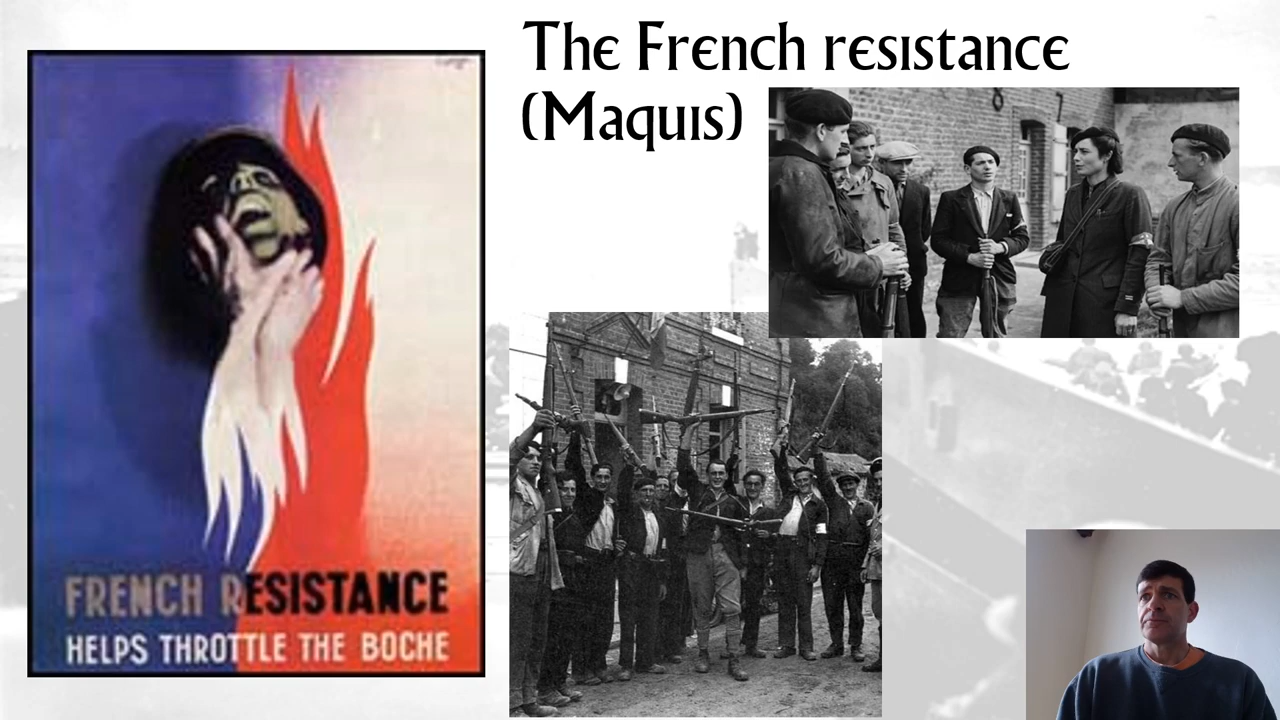 The French resistance
(Maquis)
FRENCH RESISTANCE
HELPS THROTTLE THE BOCHE